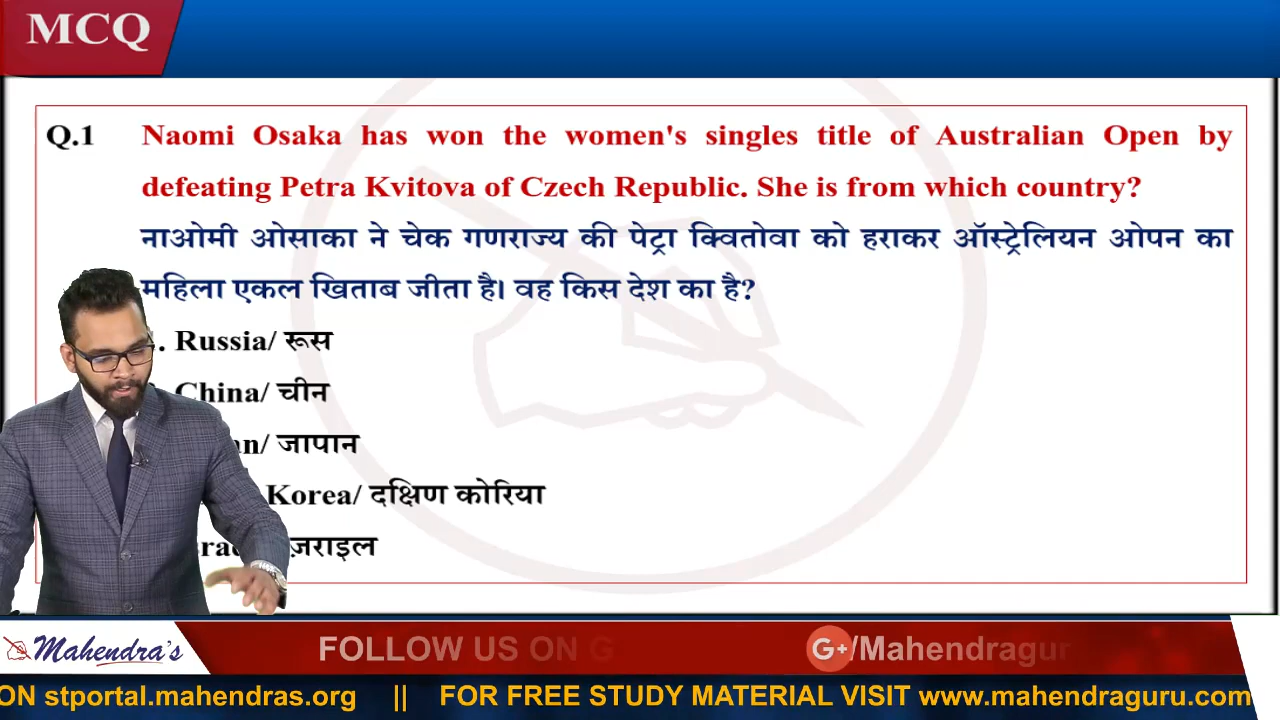 MCQ
Q.1 Naomi Osaka has won the women's singles title of Australian Open by
defeating Petra Kvitova of Czech Republic. She is from which country?
नाओमी ओसाका ने चेक गणराज्य की पेट्रा क्वितोवा को हराकर ऑस्ट्रेलियन ओपन का
महिला एकल खिताब जीता है। वह किस देश का है?
. Russia/ रूस
China/ चीन
an/ जापान
Korea/ दक्षिण कोरिया
Mahendra's
FOLLOW US ON G
G+/Mahendragur
ON stportal.mahendras.org || FOR FREE STUDY MATERIAL VISIT www.mahendraguru.com